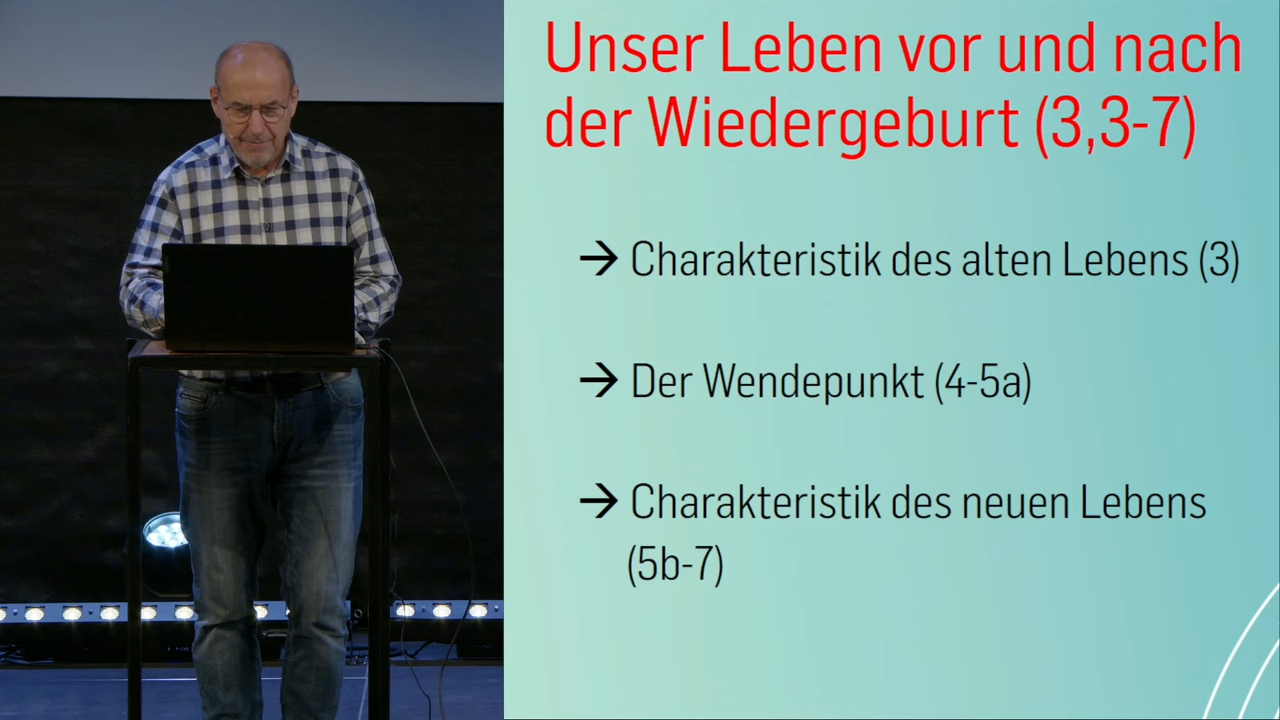 Unser Leben vor und nach
der Wiedergeburt (3,3-7)
→ Charakteristik des alten Lebens (3)
→ Der Wendepunkt (4-5a)
→ Charakteristik des neuen Lebens
(5b-7)